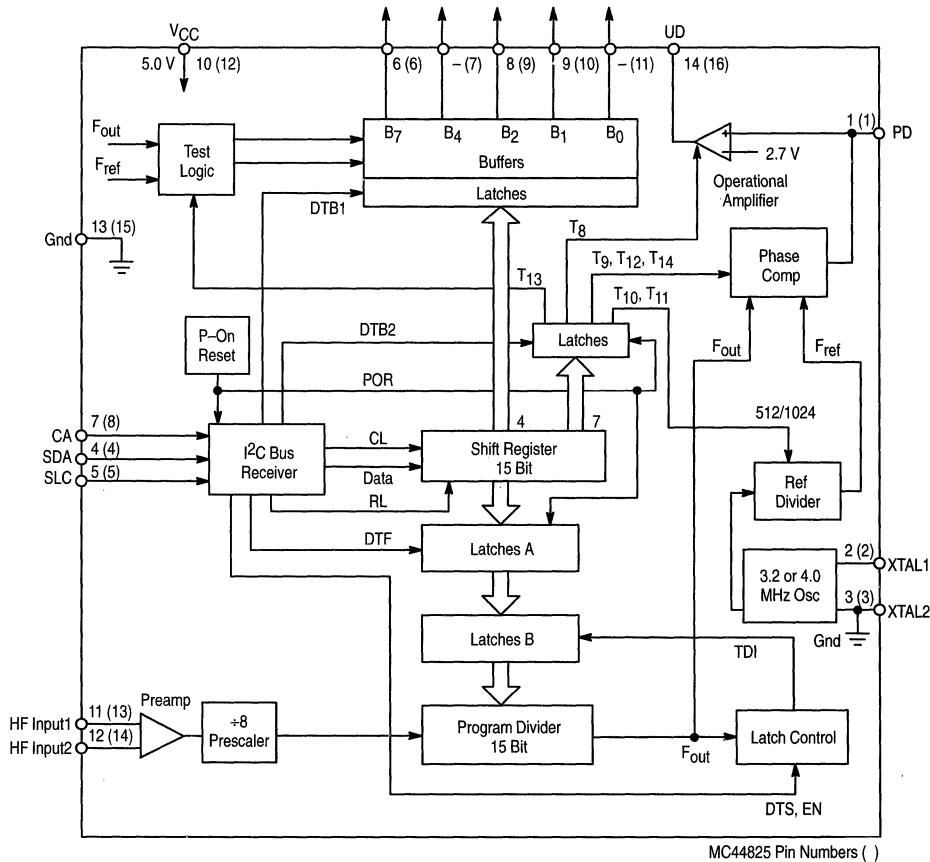 VCC
5.0 V
10 (12)
6 (6)
– (7)
8 (9)
9 (10)
– (11)
UD
14 (16)
B7
B4
B2
B1
B0
Buffers
Latches
Fout
Fref
Test
Logic
DTB1
1 (1)
PD
2.7 V
Operational
Amplifier
Gnd
13 (15)
T8
T9, T12, T14
T13
T10, T11
Phase
Comp
P–On
Reset
DTB2
Latches
Fout
Fref
POR
CA
7 (8)
SDA
4 (4)
SLC
5 (5)
I2C Bus
Receiver
CL
Data
RL
4
7
Shift Register
15 Bit
512/1024
Ref
Divider
DTF
Latches A
3.2 or 4.0
MHz Osc
2 (2)
XTAL1
3 (3)
XTAL2
Gnd
Latches B
TDI
HF Input1
11 (13)
HF Input2
12 (14)
Preamp
÷8
Prescaler
Program Divider
15 Bit
Fout
Latch Control
DTS, EN
MC44825 Pin Numbers ( )